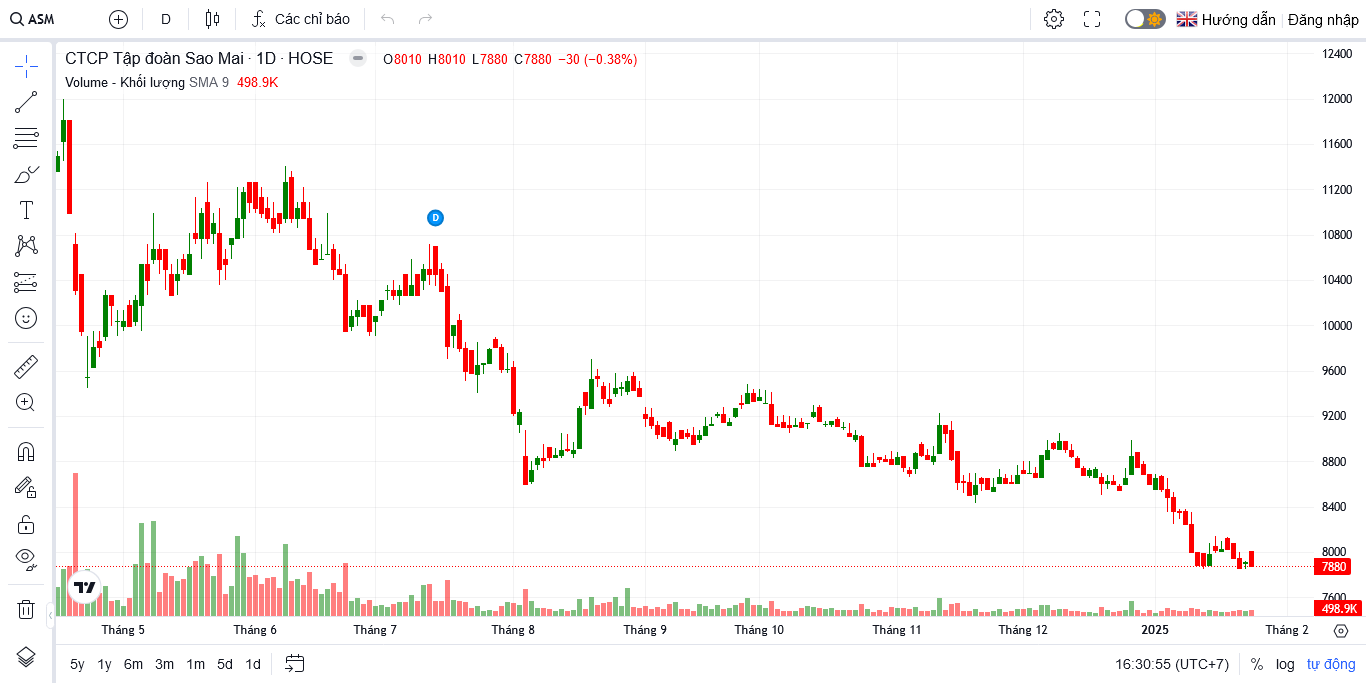 ASM D Các chỉ báo Hướng dẫn Đăng nhập
CTCP Tập đoàn Sao Mai · 1D · HOSE O8010 H8010 L7880 C7880 −30 (−0.38%)
Volume - Khối lượng SMA 9 498.9K
D
12400
12000
11600
11200
10800
10400
10000
9600
9200
8800
8400
8000
7880
7600
498.9K
Tháng 5 Tháng 6 Tháng 7 Tháng 8 Tháng 9 Tháng 10 Tháng 11 Tháng 12 2025 Tháng 2
5y 1y 6m 3m 1m 5d 1d 16:30:55 (UTC+7) % log tự động